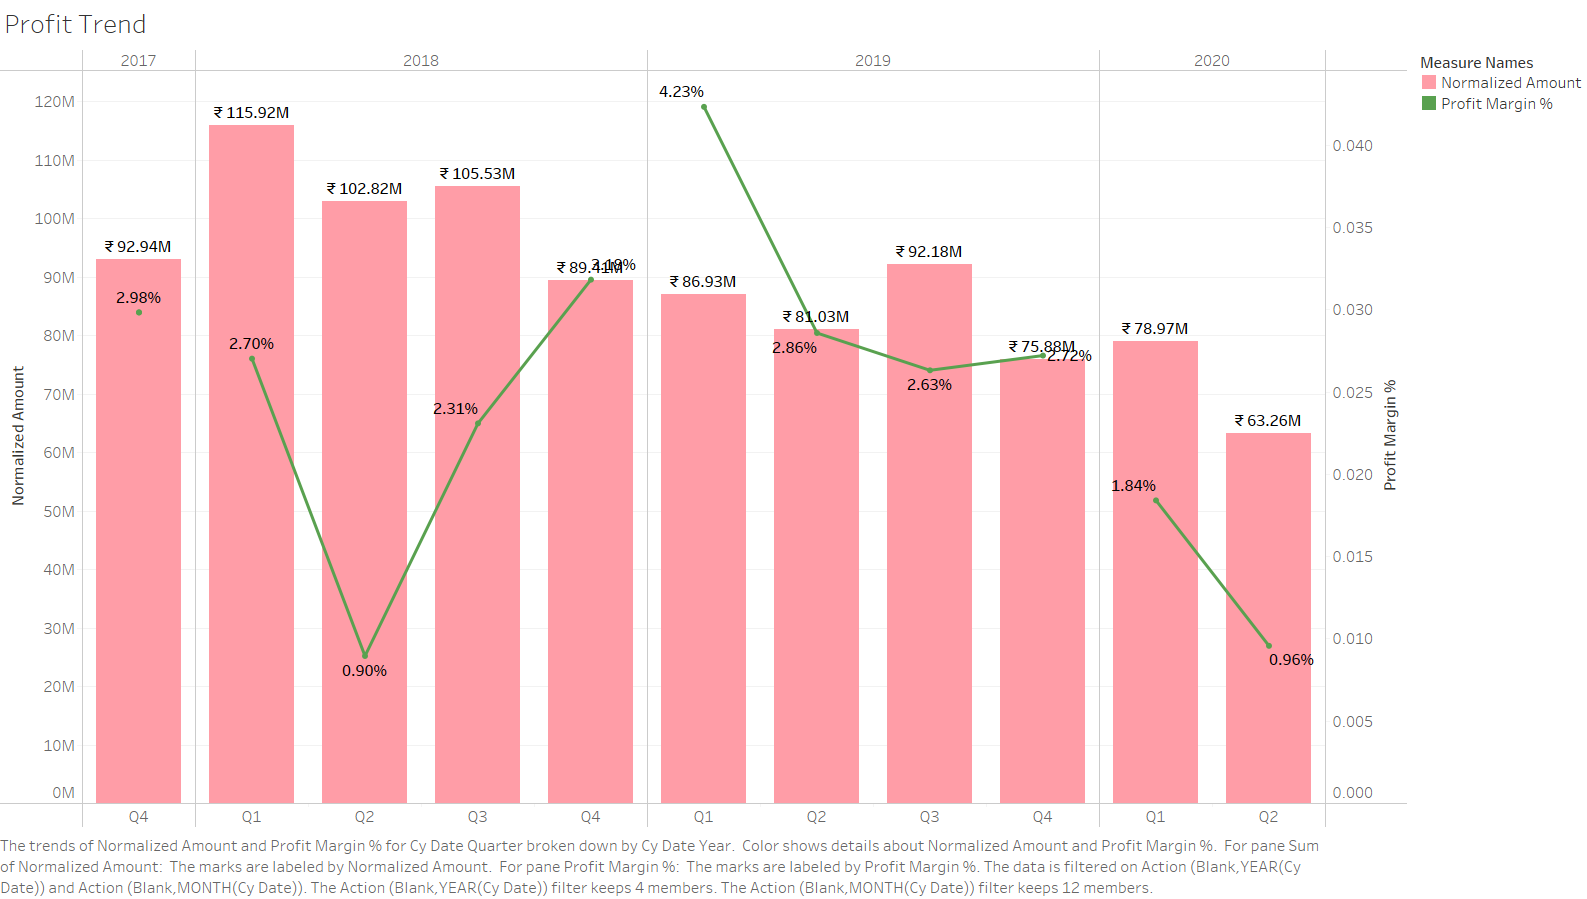 Profit Trend
2017 2018 2019 2020
Measure Names
Normalized Amount
Profit Margin %
120M
110M
100M
90M
80M
70M
60M
50M
40M
30M
20M
10M
0M
Normalized Amount
₹ 92.94M
₹ 115.92M
₹ 102.82M
₹ 105.53M
₹ 89.41M
₹ 86.93M
₹ 81.03M
₹ 92.18M
₹ 75.88M
₹ 78.97M
₹ 63.26M
2.98%
2.70%
0.90%
2.31%
3.18%
4.23%
2.86%
2.63%
2.72%
1.84%
0.96%
0.040
0.035
0.030
0.025
0.020
0.015
0.010
0.005
0.000
Profit Margin %
Q4 Q1 Q2 Q3 Q4 Q1 Q2 Q3 Q4 Q1 Q2
The trends of Normalized Amount and Profit Margin % for Cy Date Quarter broken down by Cy Date Year.  Color shows details about Normalized Amount and Profit Margin %.  For pane Sum
of Normalized Amount:  The marks are labeled by Normalized Amount.  For pane Profit Margin %:  The marks are labeled by Profit Margin %. The data is filtered on Action (Blank,YEAR(Cy
Date)) and Action (Blank,MONTH(Cy Date)). The Action (Blank,YEAR(Cy Date)) filter keeps 4 members. The Action (Blank,MONTH(Cy Date)) filter keeps 12 members.